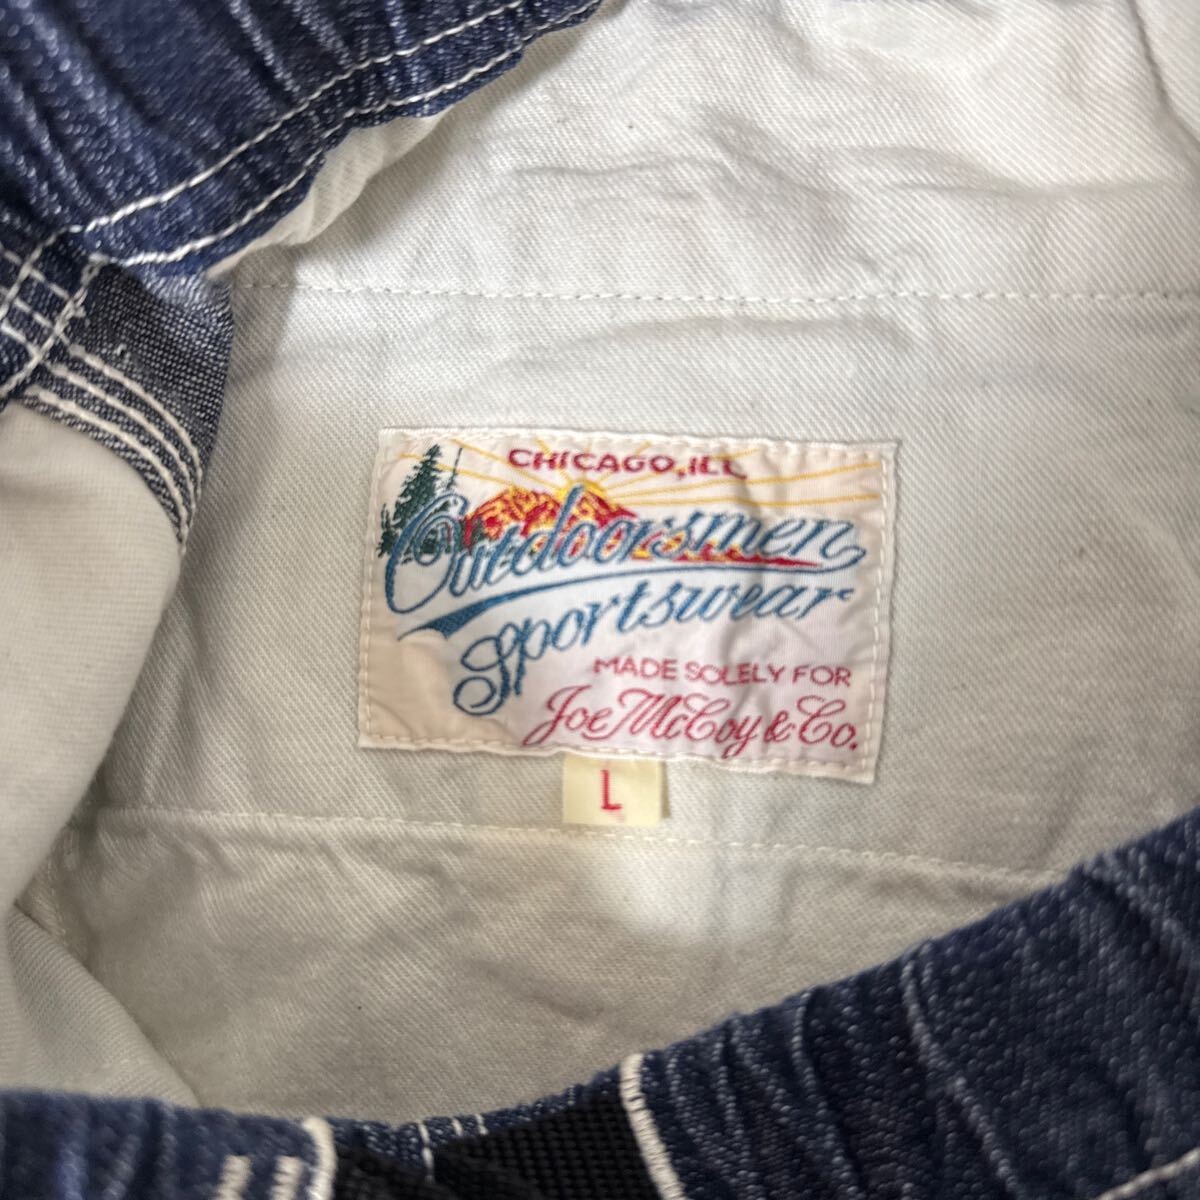 CHICAGO, ILL
Outdoorsmen
Sportswear
MADE SOLELY FOR
Joe McCoy & Co.
L